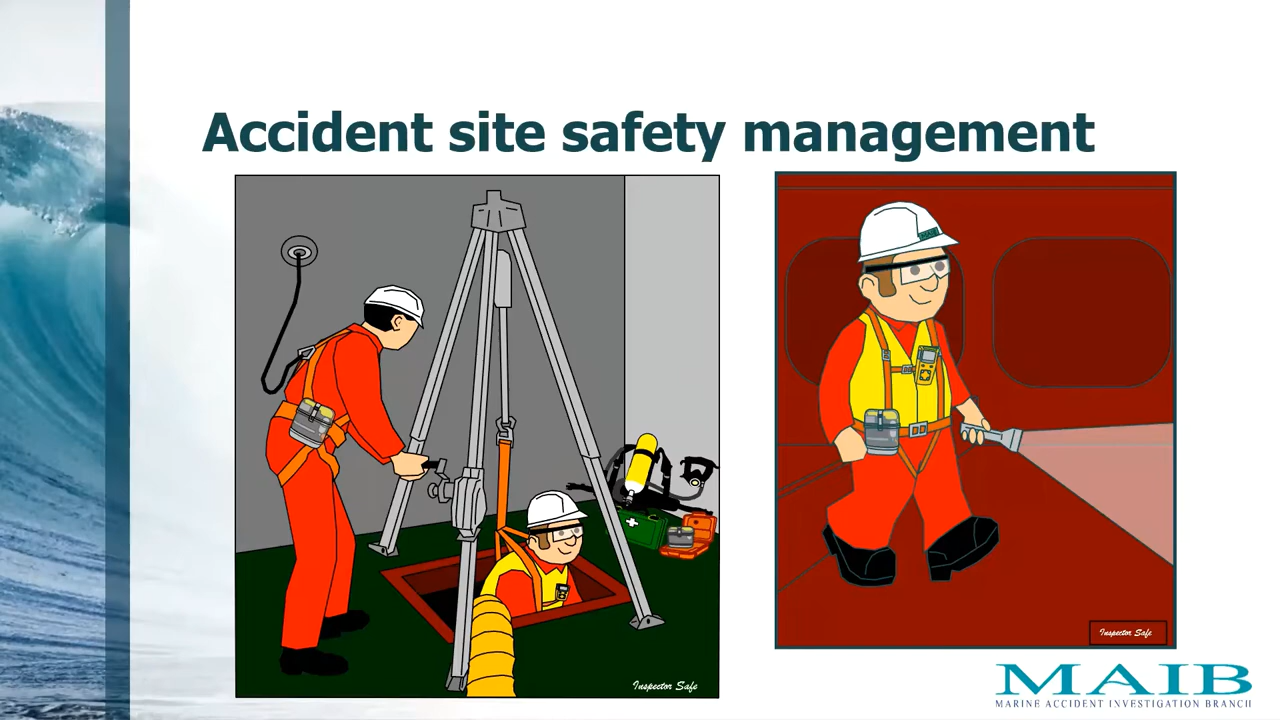 Accident site safety management
Inspector Safe
Inspector Safe
MAIB
MARINE ACCIDENT INVESTIGATION BRANCH